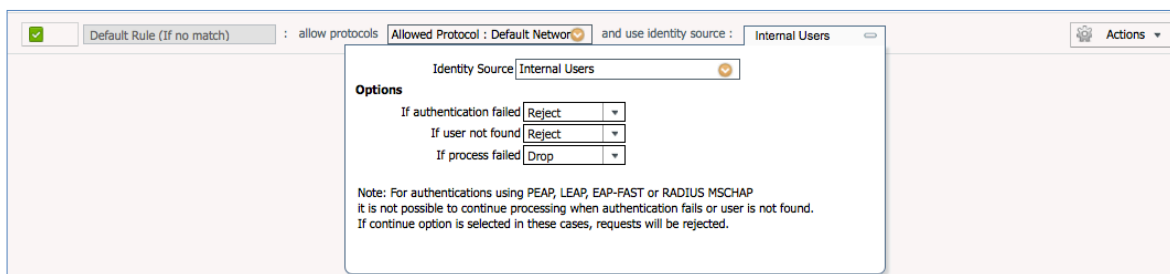 Default Rule (If no match) : allow protocols Allowed Protocol : Default Networ and use identity source : Internal Users Actions
Identity Source Internal Users
Options
If authentication failed Reject
If user not found Reject
If process failed Drop
Note: For authentications using PEAP, LEAP, EAP-FAST or RADIUS MSCHAP
it is not possible to continue processing when authentication fails or user is not found.
If continue option is selected in these cases, requests will be rejected.